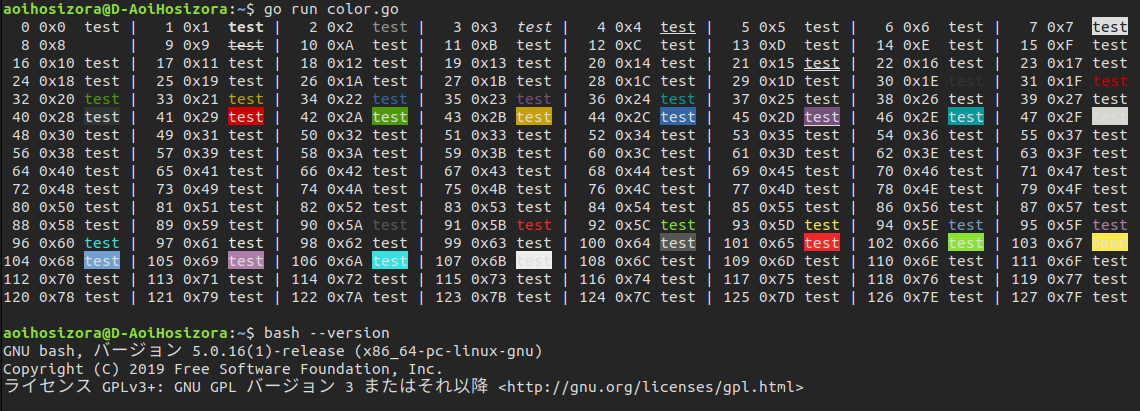 aoihosizora@D-AoiHosizora:~$ go run color.go
0 0x0 test | 1 0x1 test | 2 0x2 test | 3 0x3 test | 4 0x4 test | 5 0x5 test | 6 0x6 test | 7 0x7 test
8 0x8 | 9 0x9 test | 10 0xA test | 11 0xB test | 12 0xC test | 13 0xD test | 14 0xE test | 15 0xF test
16 0x10 test | 17 0x11 test | 18 0x12 test | 19 0x13 test | 20 0x14 test | 21 0x15 test | 22 0x16 test | 23 0x17 test
24 0x18 test | 25 0x19 test | 26 0x1A test | 27 0x1B test | 28 0x1C test | 29 0x1D test | 30 0x1E test | 31 0x1F test
32 0x20 test | 33 0x21 test | 34 0x22 test | 35 0x23 test | 36 0x24 test | 37 0x25 test | 38 0x26 test | 39 0x27 test
40 0x28 test | 41 0x29 test | 42 0x2A test | 43 0x2B test | 44 0x2C test | 45 0x2D test | 46 0x2E test | 47 0x2F test
48 0x30 test | 49 0x31 test | 50 0x32 test | 51 0x33 test | 52 0x34 test | 53 0x35 test | 54 0x36 test | 55 0x37 test
56 0x38 test | 57 0x39 test | 58 0x3A test | 59 0x3B test | 60 0x3C test | 61 0x3D test | 62 0x3E test | 63 0x3F test
64 0x40 test | 65 0x41 test | 66 0x42 test | 67 0x43 test | 68 0x44 test | 69 0x45 test | 70 0x46 test | 71 0x47 test
72 0x48 test | 73 0x49 test | 74 0x4A test | 75 0x4B test | 76 0x4C test | 77 0x4D test | 78 0x4E test | 79 0x4F test
80 0x50 test | 81 0x51 test | 82 0x52 test | 83 0x53 test | 84 0x54 test | 85 0x55 test | 86 0x56 test | 87 0x57 test
88 0x58 test | 89 0x59 test | 90 0x5A test | 91 0x5B test | 92 0x5C test | 93 0x5D test | 94 0x5E test | 95 0x5F test
96 0x60 test | 97 0x61 test | 98 0x62 test | 99 0x63 test | 100 0x64 test | 101 0x65 test | 102 0x66 test | 103 0x67 test
104 0x68 test | 105 0x69 test | 106 0x6A test | 107 0x6B test | 108 0x6C test | 109 0x6D test | 110 0x6E test | 111 0x6F test
112 0x70 test | 113 0x71 test | 114 0x72 test | 115 0x73 test | 116 0x74 test | 117 0x75 test | 118 0x76 test | 119 0x77 test
120 0x78 test | 121 0x79 test | 122 0x7A test | 123 0x7B test | 124 0x7C test | 125 0x7D test | 126 0x7E test | 127 0x7F test
aoihosizora@D-AoiHosizora:~$ bash --version
GNU bash, バージョン 5.0.16(1)-release (x86_64-pc-linux-gnu)
Copyright (C) 2019 Free Software Foundation, Inc.
ライセンス GPLv3+: GNU GPL バージョン 3 またはそれ以降 <http://gnu.org/licenses/gpl.html>